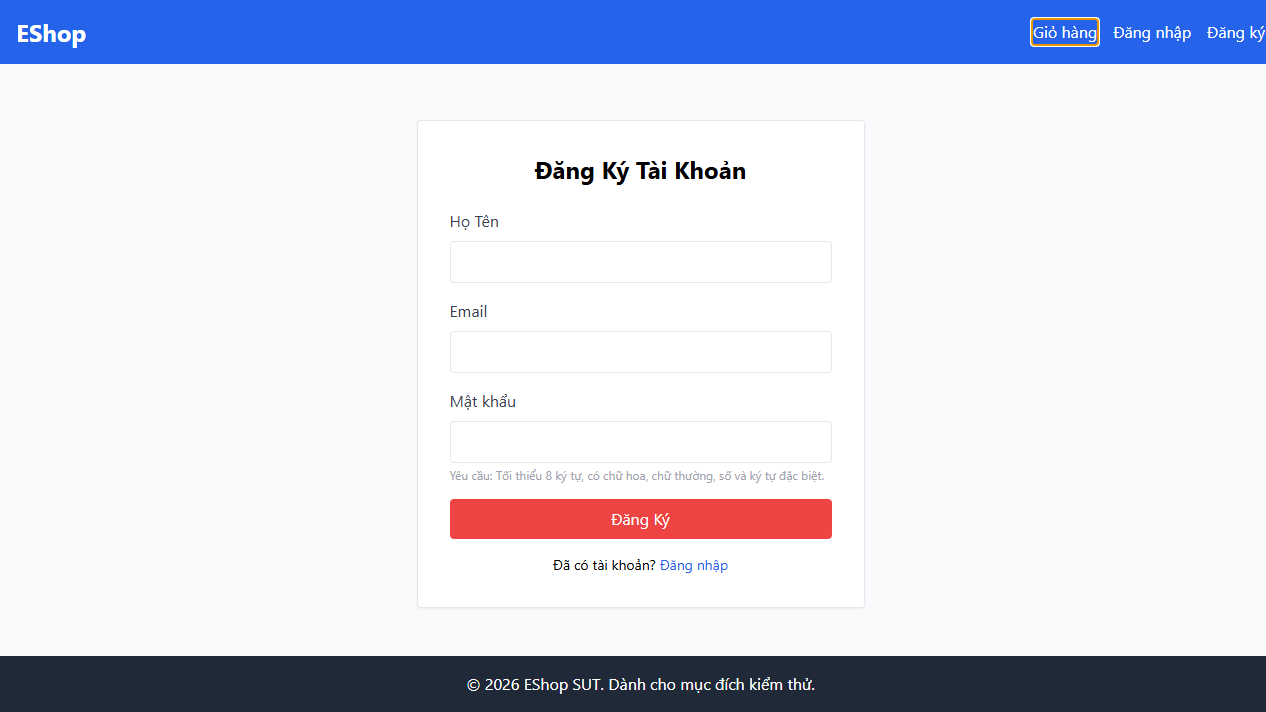 EShop
Giỏ hàng Đăng nhập Đăng ký
Đăng Ký Tài Khoản
Họ Tên
Email
Mật khẩu
Yêu cầu: Tối thiểu 8 ký tự, có chữ hoa, chữ thường, số và ký tự đặc biệt.
Đăng Ký
Đã có tài khoản? Đăng nhập
© 2026 EShop SUT. Dành cho mục đích kiểm thử.